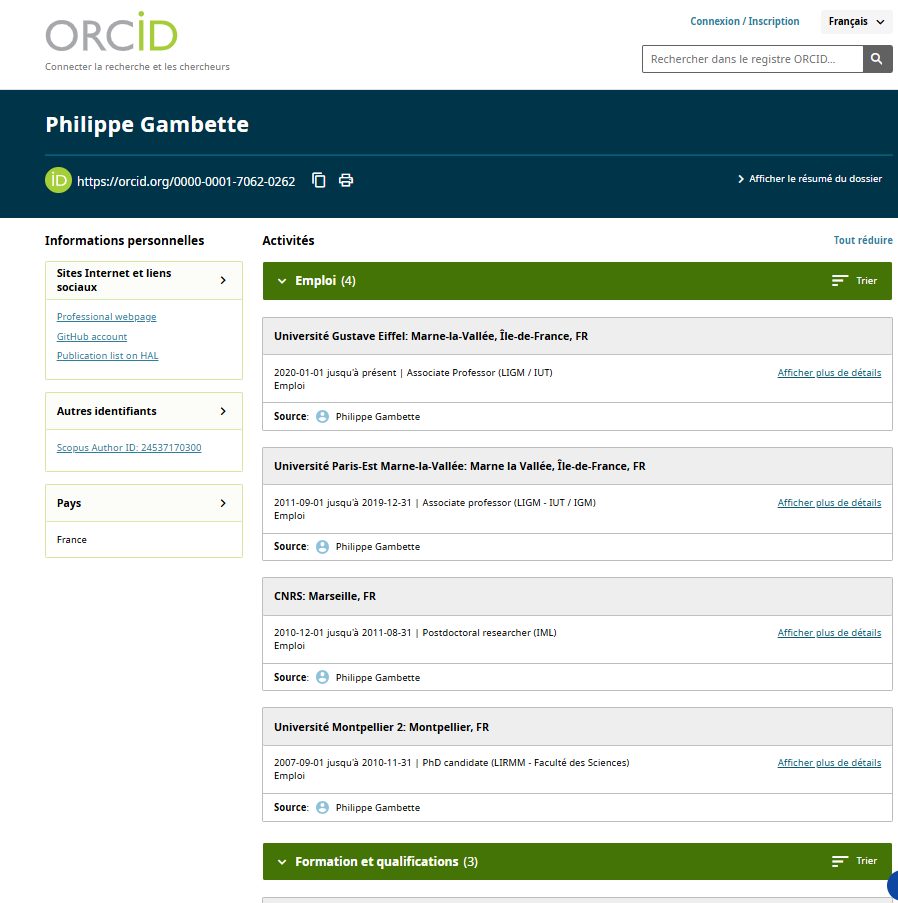 ORCID
Connecter la recherche et les chercheurs
Connexion / Inscription
Français
Rechercher dans le registre ORCID...
Philippe Gambette
iD https://orcid.org/0000-0001-7062-0262
Afficher le résumé du dossier
Informations personnelles
Sites Internet et liens
sociaux
Professional webpage
GitHub account
Publication list on HAL
Autres identifiants
Scopus Author ID: 24537170300
Pays
France
Activités
Tout réduire
Emploi (4)
Trier
Université Gustave Eiffel: Marne-la-Vallée, Île-de-France, FR
2020-01-01 jusqu'à présent | Associate Professor (LIGM / IUT)
Emploi
Afficher plus de détails
Source: Philippe Gambette
Université Paris-Est Marne-la-Vallée: Marne la Vallée, Île-de-France, FR
2011-09-01 jusqu'à 2019-12-31 | Associate professor (LIGM - IUT / IGM)
Emploi
Afficher plus de détails
Source: Philippe Gambette
CNRS: Marseille, FR
2010-12-01 jusqu'à 2011-08-31 | Postdoctoral researcher (IML)
Emploi
Afficher plus de détails
Source: Philippe Gambette
Université Montpellier 2: Montpellier, FR
2007-09-01 jusqu'à 2010-11-31 | PhD candidate (LIRMM - Faculté des Sciences)
Emploi
Afficher plus de détails
Source: Philippe Gambette
Formation et qualifications (3)
Trier